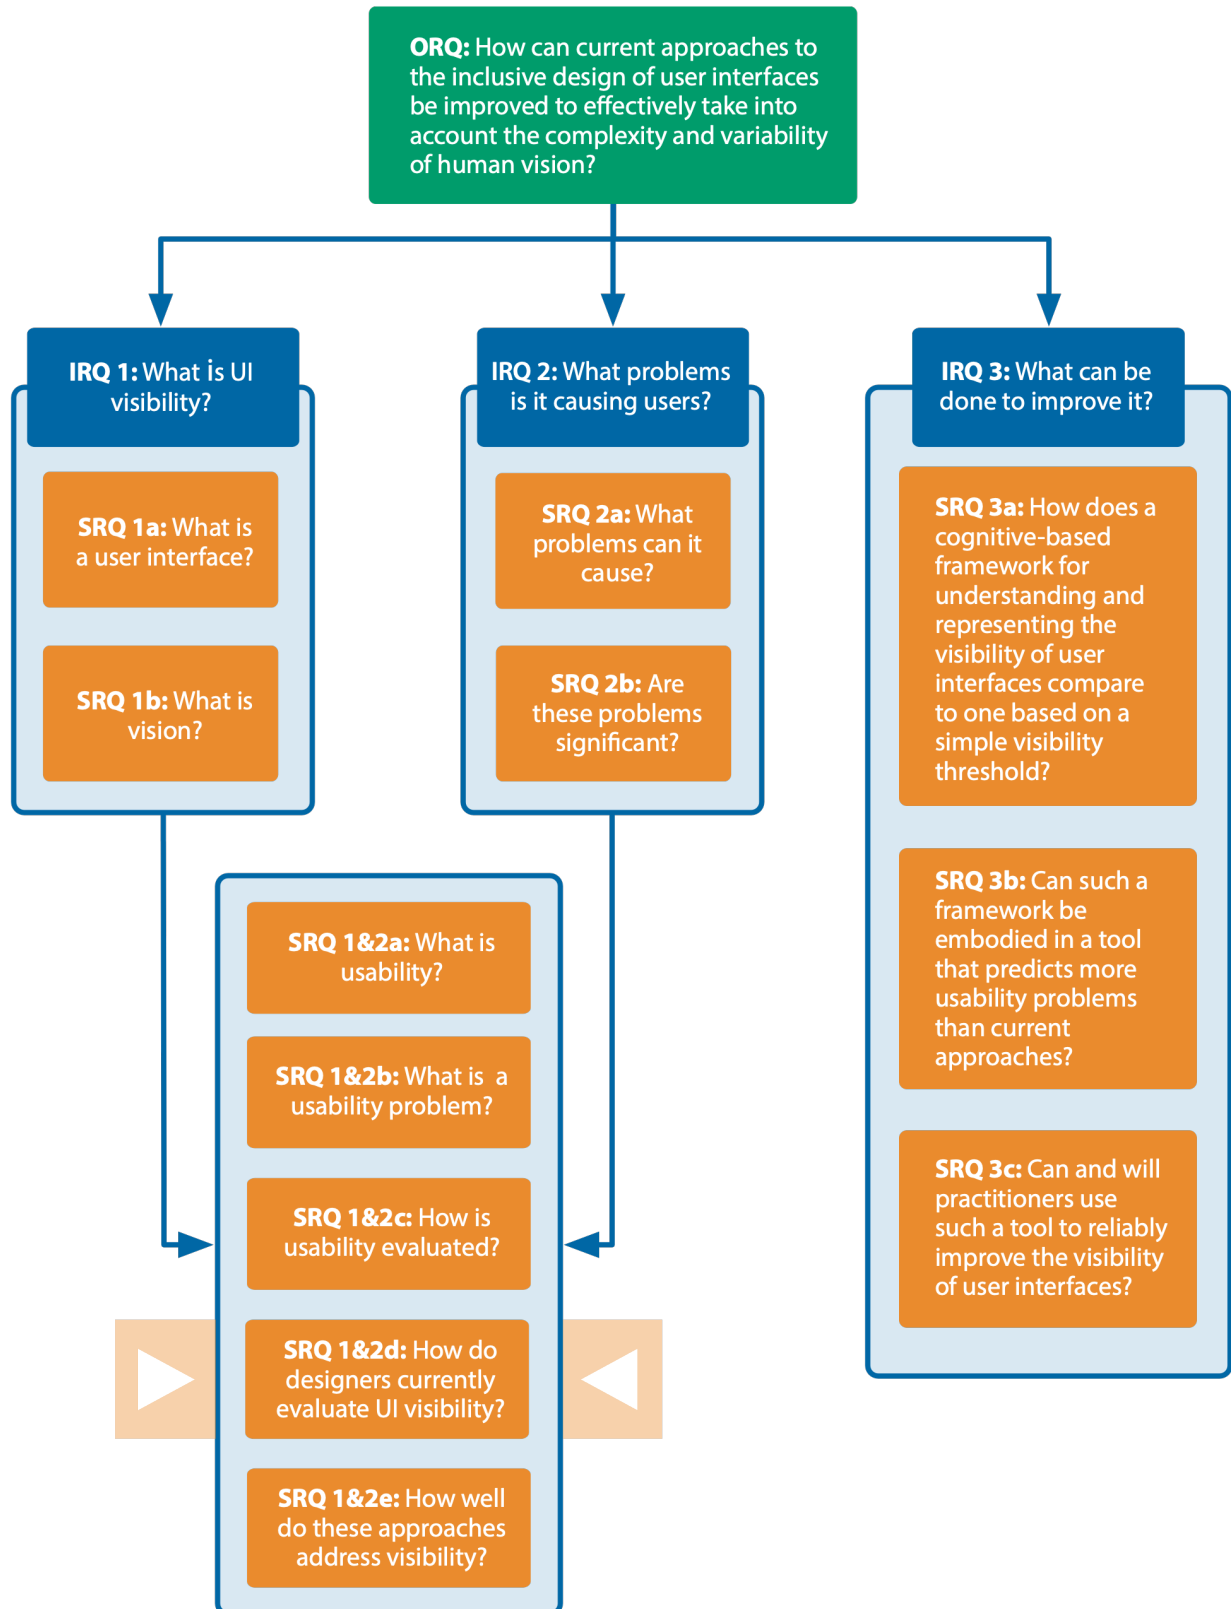 ORQ: How can current approaches to
the inclusive design of user interfaces
be improved to effectively take into
account the complexity and variability
of human vision?
IRQ 1: What is UI
visibility?
SRQ 1a: What is
a user interface?
SRQ 1b: What is
vision?
IRQ 2: What problems
is it causing users?
SRQ 2a: What
problems can it
cause?
SRQ 2b: Are
these problems
significant?
IRQ 3: What can be
done to improve it?
SRQ 3a: How does a
cognitive-based
framework for
understanding and
representing the
visibility of user
interfaces compare
to one based on a
simple visibility
threshold?
SRQ 3b: Can such a
framework be
embodied in a tool
that predicts more
usability problems
than current
approaches?
SRQ 3c: Can and will
practitioners use
such a tool to reliably
improve the visibility
of user interfaces?
SRQ 1&2a: What is
usability?
SRQ 1&2b: What is a
usability problem?
SRQ 1&2c: How is
usability evaluated?
SRQ 1&2d: How do
designers currently
evaluate UI visibility?
SRQ 1&2e: How well
do these approaches
address visibility?